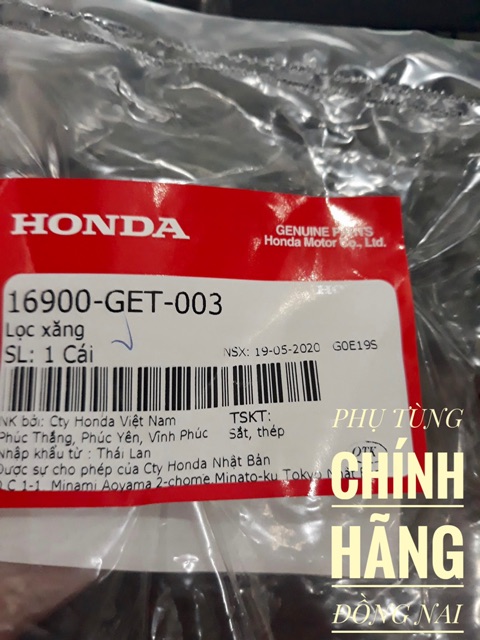 HONDA
GENUINE PARTS
Honda Motor Co., Ltd.
16900-GET-003
Lọc xăng
SL: 1 Cái
NSX: 19-05-2020 G0E19S
NK bởi: Cty Honda Việt Nam
TSKT:
Phúc Thắng, Phúc Yên, Vĩnh Phúc
Sắt, thép
Nhập khẩu từ : Thái Lan
Được sự cho phép của Cty Honda Nhật Bản
Đ.C 1-1, Minami Aoyama 2-chome Minato-ku Tokyo
PHỤ TÙNG
CHÍNH
HÃNG
ĐỒNG NAI